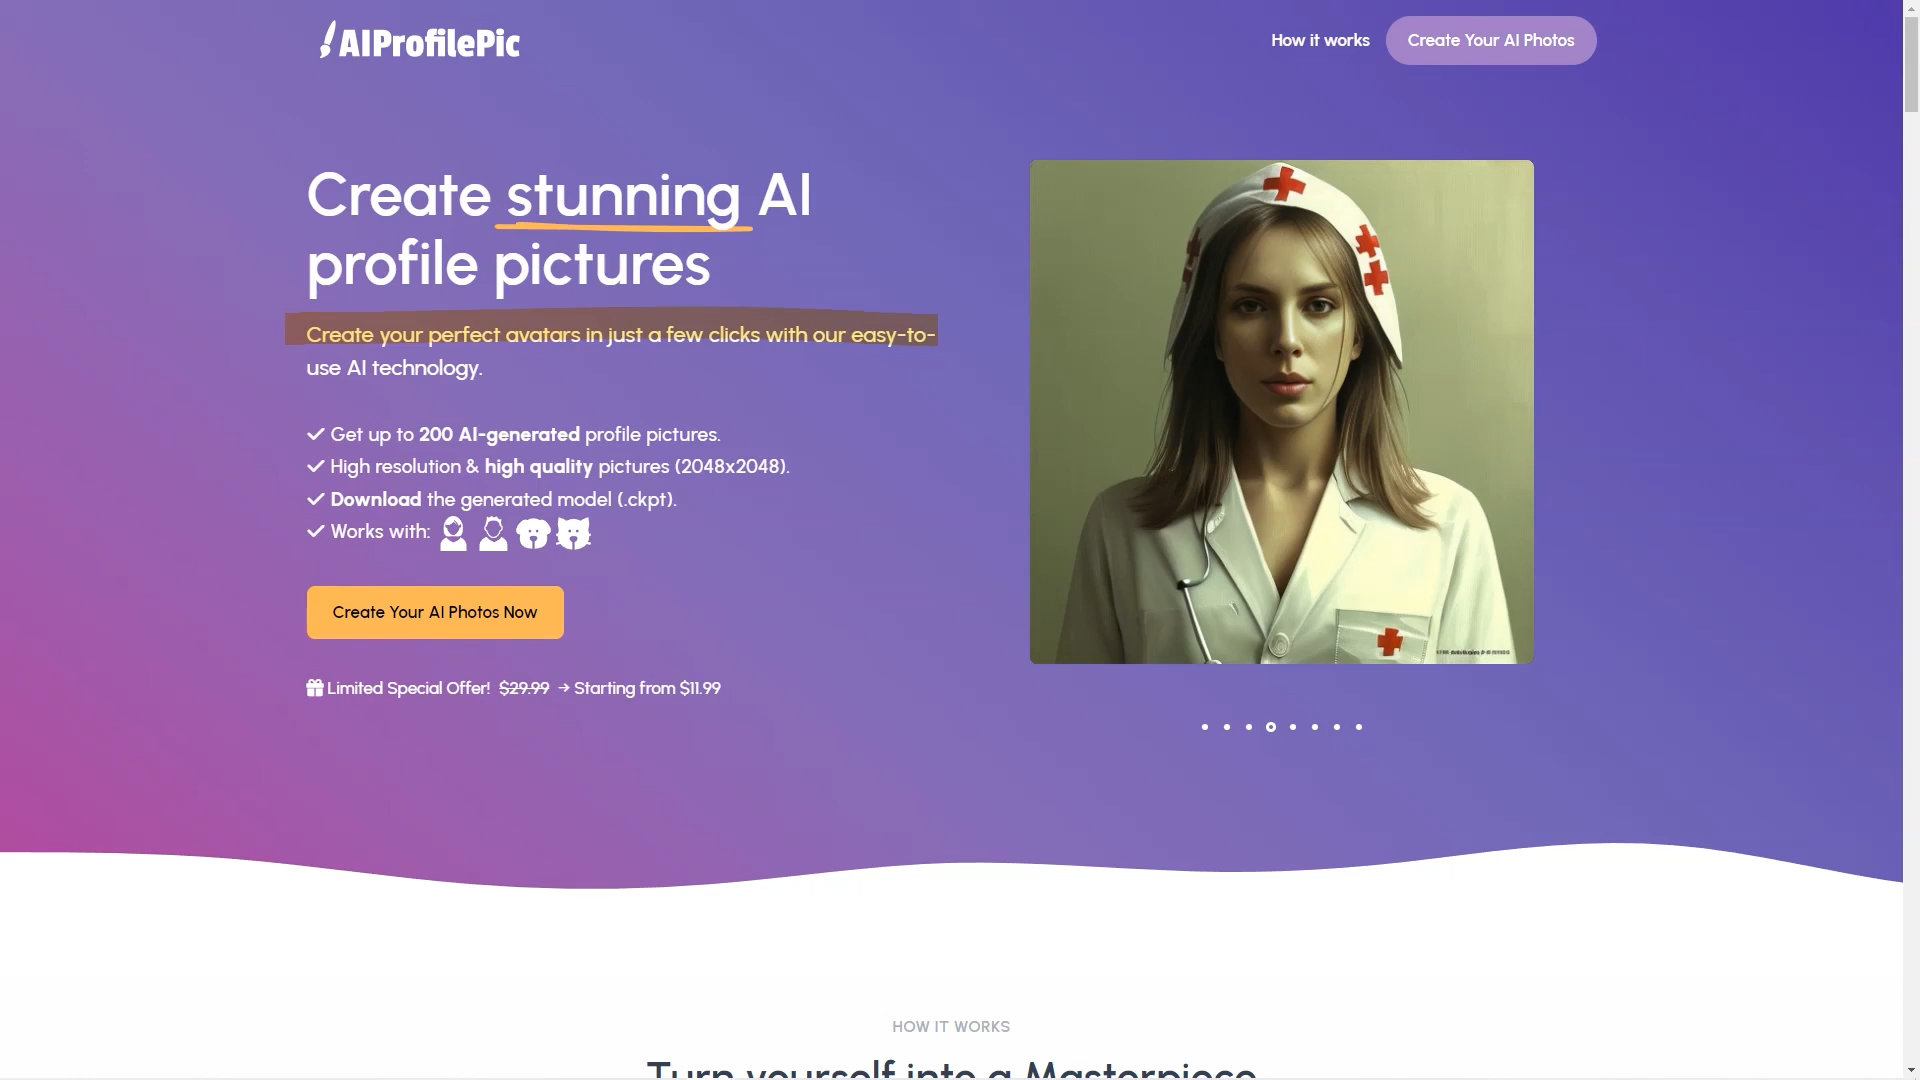 AIProfilePic
How it works
Create Your AI Photos
Create stunning AI
profile pictures
Create your perfect avatars in just a few clicks with our easy-to-
use AI technology.
Get up to 200 AI-generated profile pictures.
High resolution & high quality pictures (2048x2048).
Download the generated model (.ckpt).
Works with:
Create Your AI Photos Now
Limited Special Offer! $29.99 → Starting from $11.99
HOW IT WORKS
Turn yourself into a Masterpiece